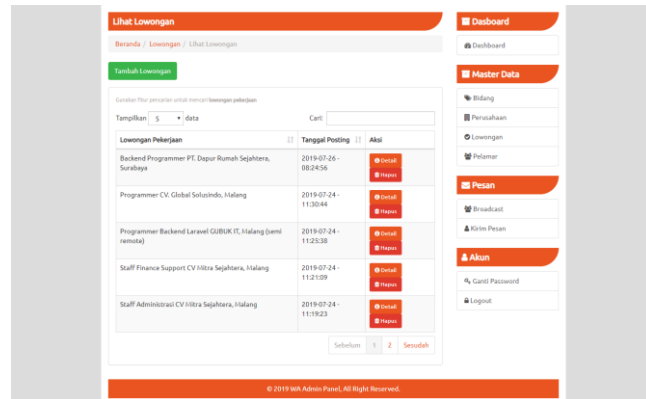 Lihat Lowongan
Beranda / Lowongan / Lihat Lowongan
Tambah Lowongan
Gunakan fitur pencarian untuk mencari lowongan pekerjaan
Tampilkan 5 data
Cari:
Lowongan Pekerjaan Tanggal Posting Aksi
Backend Programmer PT. Dapur Rumah Sejahtera, 2019-07-26 - Detail
Surabaya 08:24:56 Hapus
Programmer CV. Global Solusindo, Malang 2019-07-24 - Detail
11:30:44 Hapus
Programmer Backend Laravel GUBUK IT, Malang (semi 2019-07-24 - Detail
remote) 11:25:38 Hapus
Staff Finance Support CV Mitra Sejahtera, Malang 2019-07-24 - Detail
11:21:09 Hapus
Staff Administrasi CV Mitra Sejahtera, Malang 2019-07-24 - Detail
11:19:23 Hapus
Sebelum 1 2 Sesudah
Dasboard
Dashboard
Master Data
Bidang
Perusahaan
Lowongan
Pelamar
Pesan
Broadcast
Kirim Pesan
Akun
Ganti Password
Logout
© 2019 WA Admin Panel, All Right Reserved.